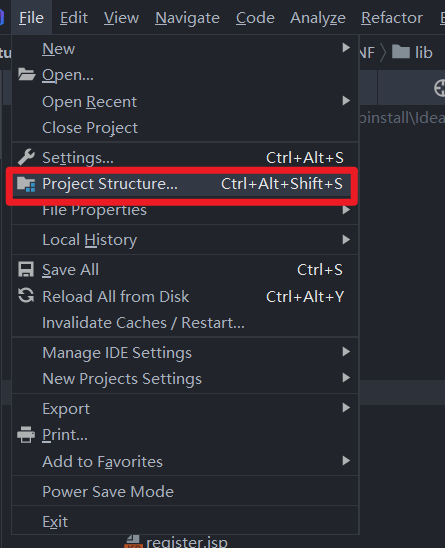 File Edit View Navigate Code Analyze Refactor
NF lib
New
Open...
Open Recent
pinstall\Idea
Close Project
Settings... Ctrl+Alt+S
Project Structure... Ctrl+Alt+Shift+S
File Properties
Local History
Save All Ctrl+S
Reload All from Disk Ctrl+Alt+Y
Invalidate Caches / Restart...
Manage IDE Settings
New Projects Settings
Export
Print...
Add to Favorites
Power Save Mode
Exit
register.jsp